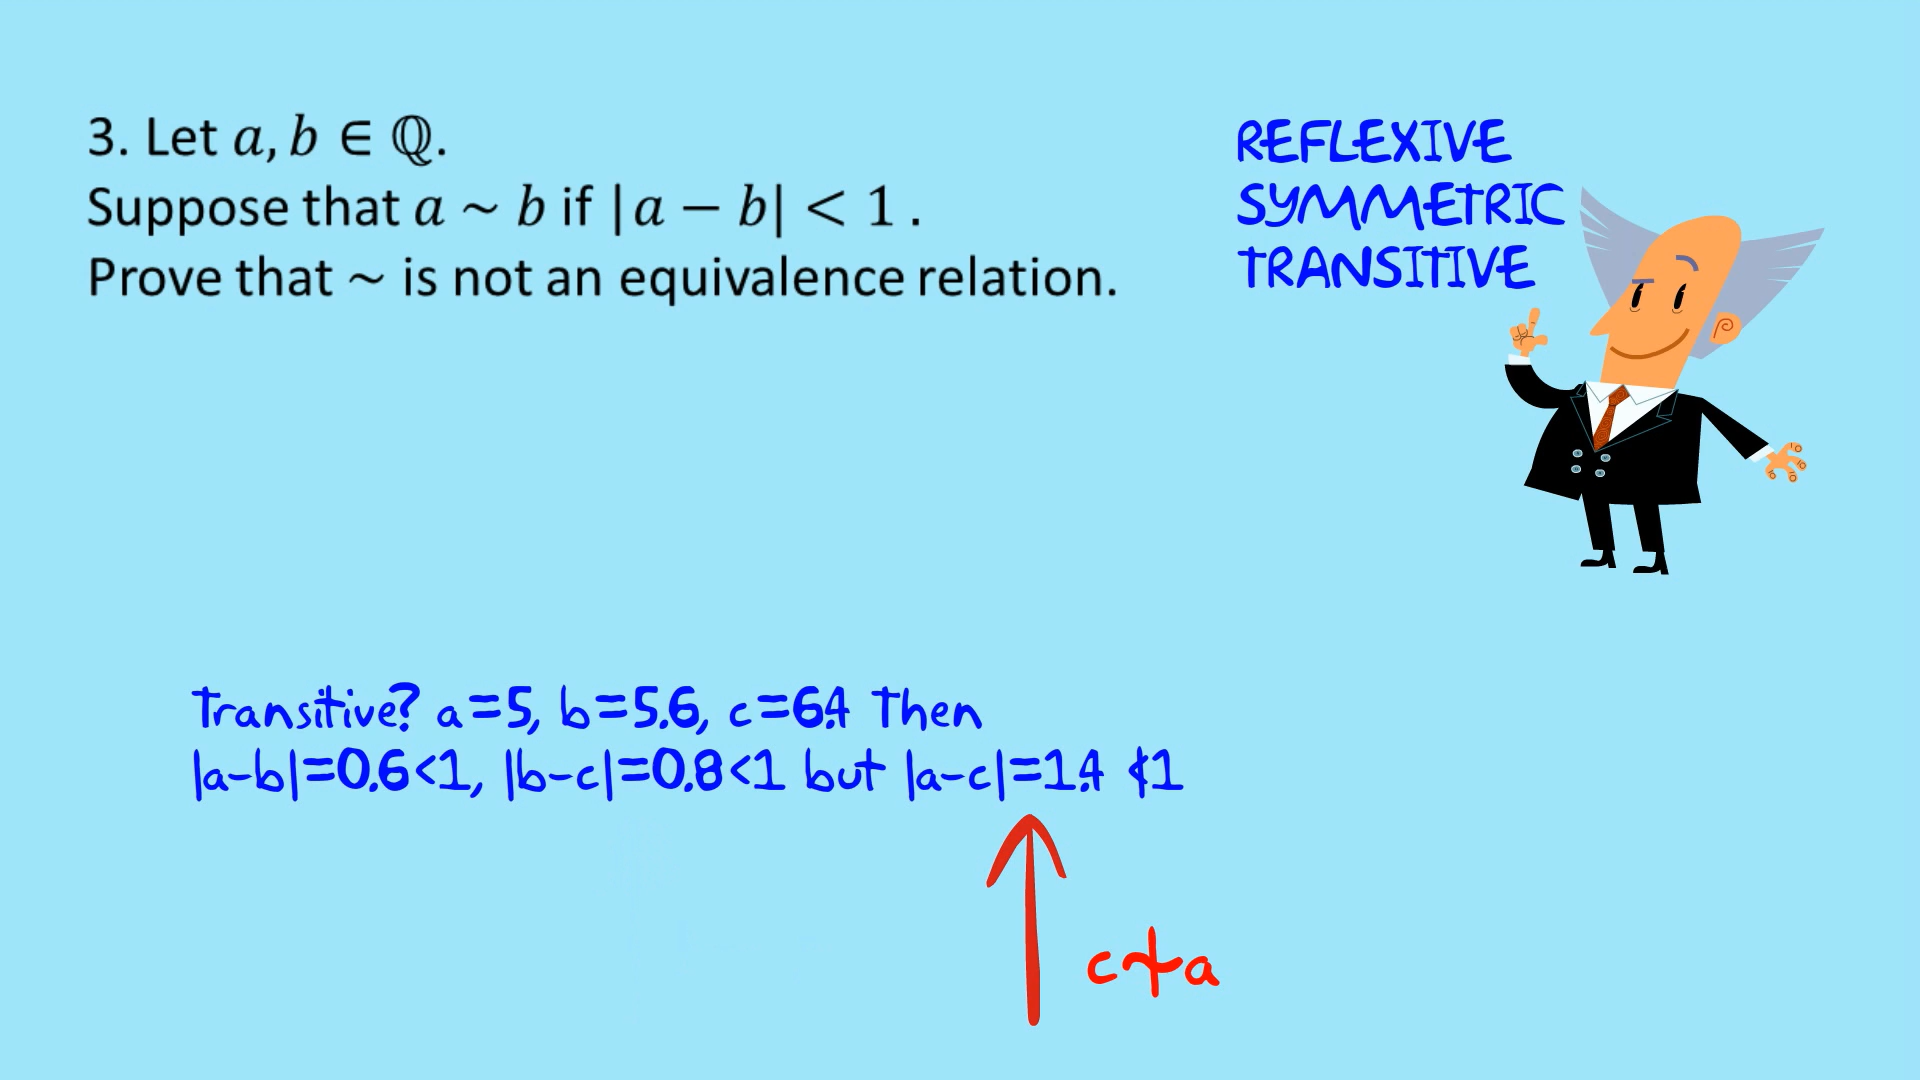 3. Let a, b ∈ ℚ.
Suppose that a ~ b if |a − b| < 1 .
Prove that ~ is not an equivalence relation.
REFLEXIVE
SYMMETRIC
TRANSITIVE
Transitive? a=5, b=5.6, c=6.4 Then
|a-b|=0.6<1, |b-c|=0.8<1 but |a-c|=1.4 ≮1
c≁a